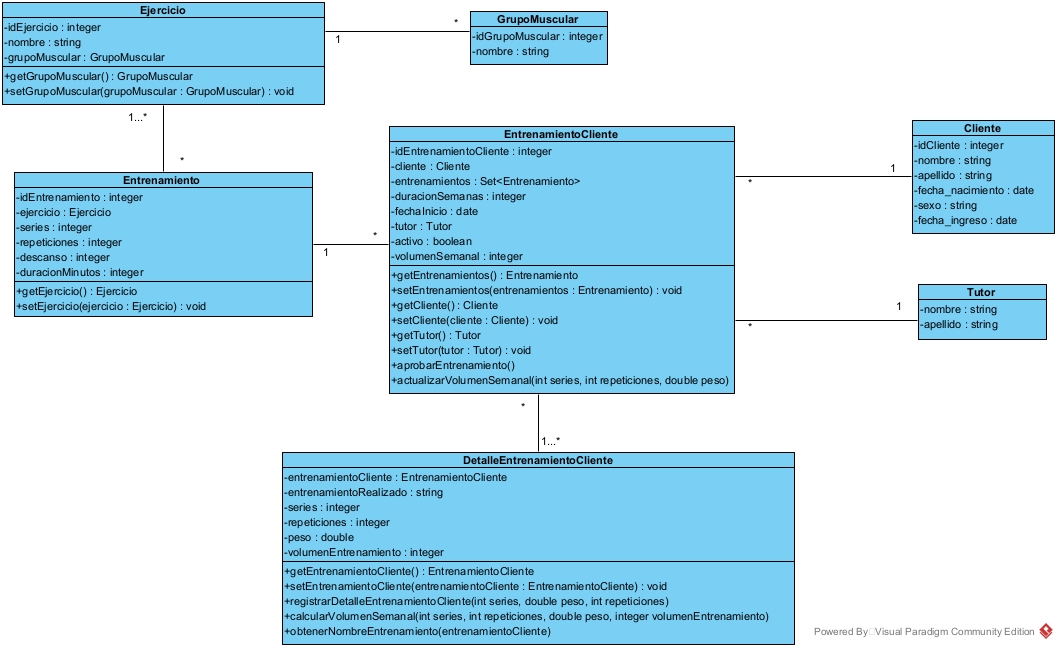 Ejercicio
-idEjercicio : integer
-nombre : string
-grupoMuscular : GrupoMuscular
+getGrupoMuscular() : GrupoMuscular
+setGrupoMuscular(grupoMuscular : GrupoMuscular) : void
1
*
GrupoMuscular
-idGrupoMuscular : integer
-nombre : string
1...*
*
Entrenamiento
-idEntrenamiento : integer
-ejercicio : Ejercicio
-series : integer
-repeticiones : integer
-descanso : integer
-duracionMinutos : integer
+getEjercicio() : Ejercicio
+setEjercicio(ejercicio : Ejercicio) : void
1
*
EntrenamientoCliente
-idEntrenamientoCliente : integer
-cliente : Cliente
-entrenamientos : Set<Entrenamiento>
-duracionSemanas : integer
-fechaInicio : date
-tutor : Tutor
-activo : boolean
-volumenSemanal : integer
+getEntrenamientos() : Entrenamiento
+setEntrenamientos(entrenamientos : Entrenamiento) : void
+getCliente() : Cliente
+setCliente(cliente : Cliente) : void
+getTutor() : Tutor
+setTutor(tutor : Tutor) : void
+aprobarEntrenamiento()
+actualizarVolumenSemanal(int series, int repeticiones, double peso)
*
1
Cliente
-idCliente : integer
-nombre : string
-apellido : string
-fecha_nacimiento : date
-sexo : string
-fecha_ingreso : date
*
1
Tutor
-nombre : string
-apellido : string
*
1...*
DetalleEntrenamientoCliente
-entrenamientoCliente : EntrenamientoCliente
-entrenamientoRealizado : string
-series : integer
-repeticiones : integer
-peso : double
-volumenEntrenamiento : integer
+getEntrenamientoCliente() : EntrenamientoCliente
+setEntrenamientoCliente(entrenamientoCliente : EntrenamientoCliente) : void
+registrarDetalleEntrenamientoCliente(int series, double peso, int repeticiones)
+calcularVolumenSemanal(int series, int repeticiones, double peso, integer volumenEntrenamiento)
+obtenerNombreEntrenamiento(entrenamientoCliente)
Powered By Visual Paradigm Community Edition